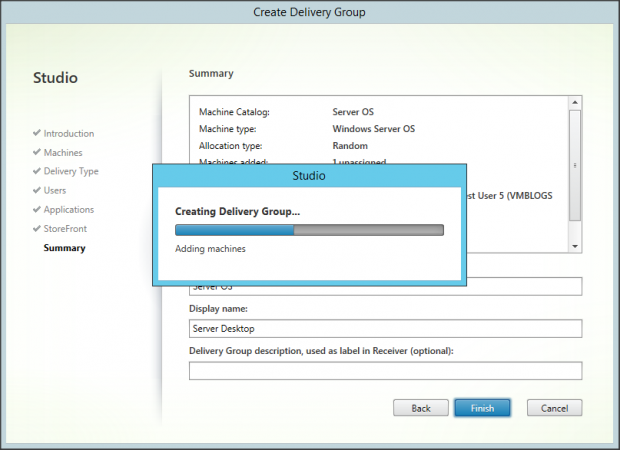 Create Delivery Group
Studio
Introduction
Machines
Delivery Type
Users
Applications
StoreFront
Summary
Summary
Machine Catalog: Server OS
Machine type: Windows Server OS
Allocation type: Random
Machines added: 1 unassigned
Studio
Creating Delivery Group...
Adding machines
est User 5 (VMBLOGS
Server OS
Display name:
Server Desktop
Delivery Group description, used as label in Receiver (optional):
Back Finish Cancel